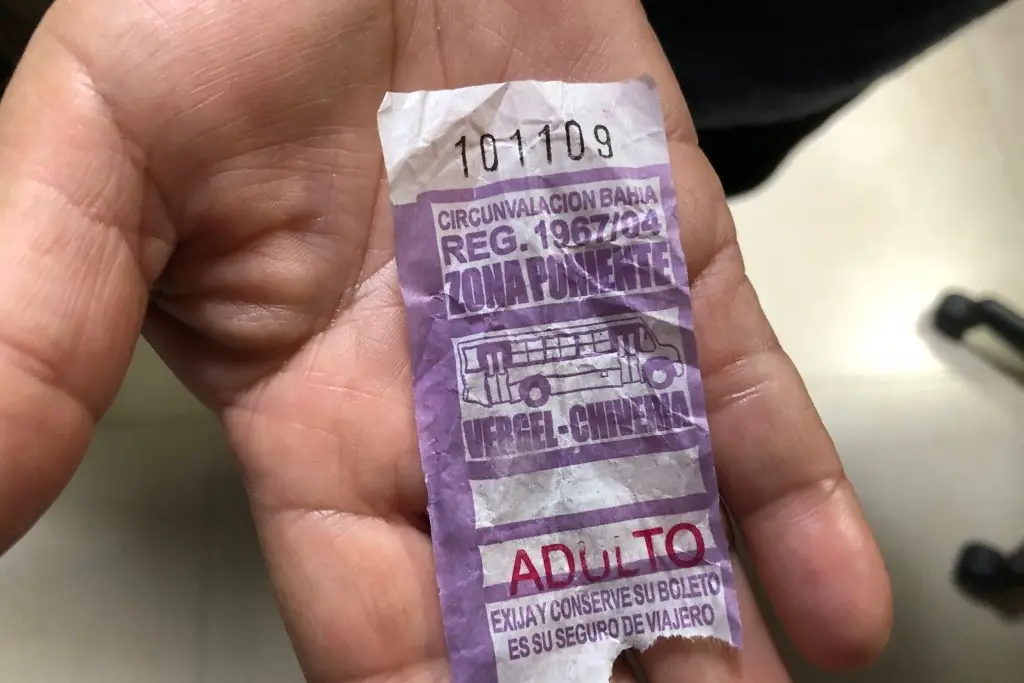 101109
CIRCUNVALACION BAHIA
REG. 1967/04
ZONA PONIENTE
VERGEL-CHIVERIA
ADULTO
EXIJA Y CONSERVE SU BOLETO
ES SU SEGURO DE VIAJERO